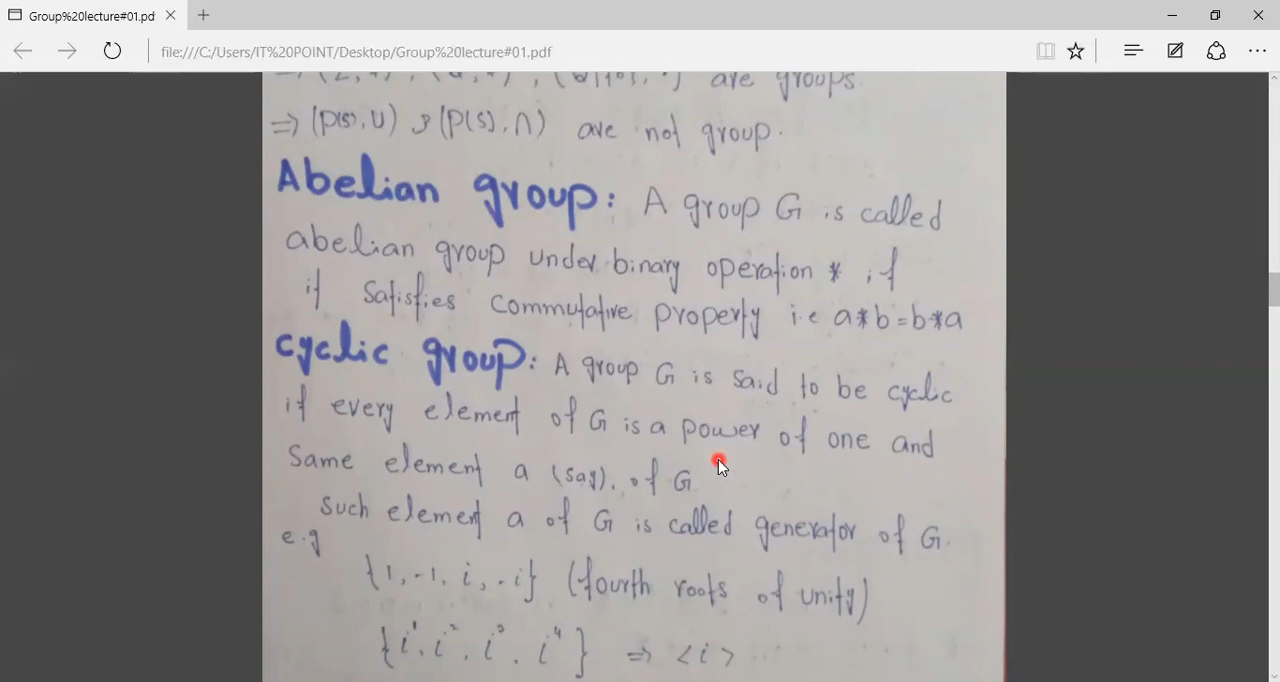 Group%20lecture#01.pd
file:///C:/Users/IT%20POINT/Desktop/Group%20lecture#01.pdf
are groups.
=> (P(S), U) , (P(S), ∩) are not group.
Abelian group: A group G is called
abelian group under binary operation * if
it satisfies commutative property i.e a*b=b*a
cyclic group: A group G is said to be cyclic
if every element of G is a power of one and
same element a (say). of G
Such element a of G is called generator of G.
e.g
{1, -1, i, -i} (fourth roots of unity)
{i¹, i², i³, i⁴} => <i>